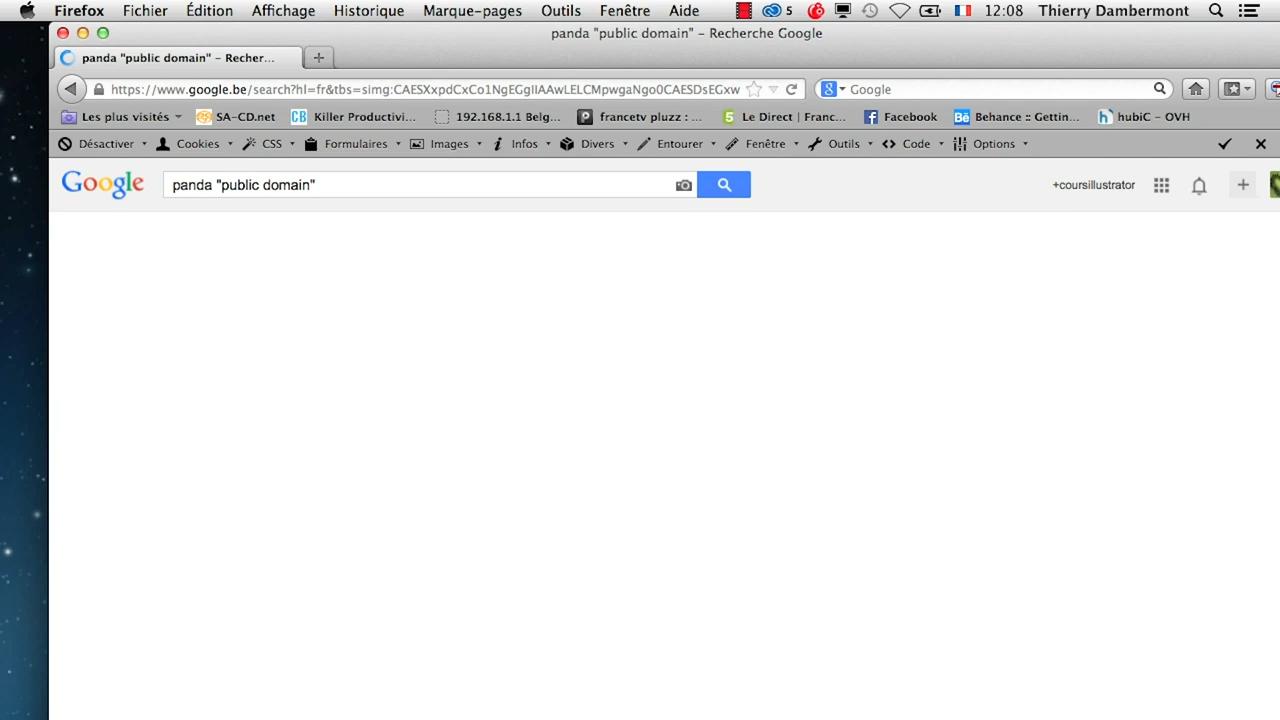 Firefox Fichier Édition Affichage Historique Marque-pages Outils Fenêtre Aide 5 12:08 Thierry Dambermont
panda "public domain" – Recherche Google
panda "public domain" – Recher...
https://www.google.be/search?hl=fr&tbs=simg:CAESXxpdCxCo1NgEGgIIAAwLELCMpwgaNgo0CAESDsEGxw Google
Les plus visités SA-CD.net Killer Productivi... 192.168.1.1 Belg... francetv pluzz : ... Le Direct | Franc... Facebook Behance :: Gettin... hubiC – OVH
Désactiver Cookies CSS Formulaires Images Infos Divers Entourer Fenêtre Outils Code Options
Google panda "public domain" +coursillustrator